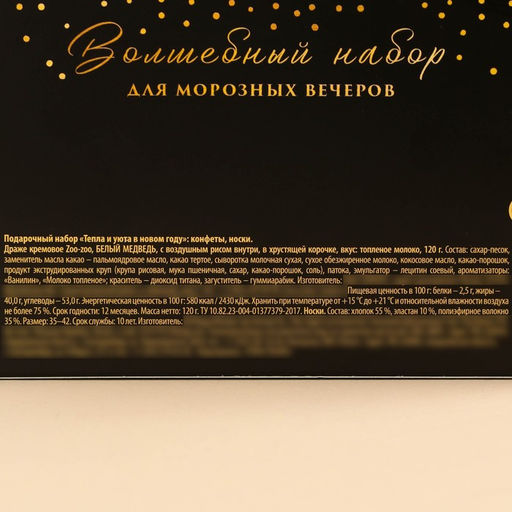 Волшебный набор
ДЛЯ МОРОЗНЫХ ВЕЧЕРОВ
Подарочный набор «Тепла и уюта в новом году»: конфеты, носки.
Драже кремовое Zoo-zoo, БЕЛЫЙ МЕДВЕДЬ, с воздушным рисом внутри, в хрустящей корочке, вкус: топленое молоко, 120 г. Состав: сахар-песок,
заменитель масла какао – пальмоядровое масло, какао тертое, сыворотка молочная сухая, сухое обезжиренное молоко, кокосовое масло, какао-порошок,
продукт экструдированных круп (крупа рисовая, мука пшеничная, сахар, какао-порошок, соль), патока, эмульгатор – лецитин соевый, ароматизаторы:
«Ванилин», «Молоко топленое»; краситель – диоксид титана, загуститель – гуммиарабик. Изготовитель:
Пищевая ценность в 100 г: белки – 2,5 г, жиры –
40,0 г, углеводы – 53,0 г. Энергетическая ценность в 100 г: 580 ккал / 2430 кДж. Хранить при температуре от +15 °С до +21 °С и относительной влажности воздуха
не более 75 %. Срок годности: 12 месяцев. Масса нетто: 120 г. ТУ 10.82.23-004-01377379-2017. Носки. Состав: хлопок 55 %, эластан 10 %, полиэфирное волокно
35 %. Размер: 35–42. Срок службы: 10 лет. Изготовитель: